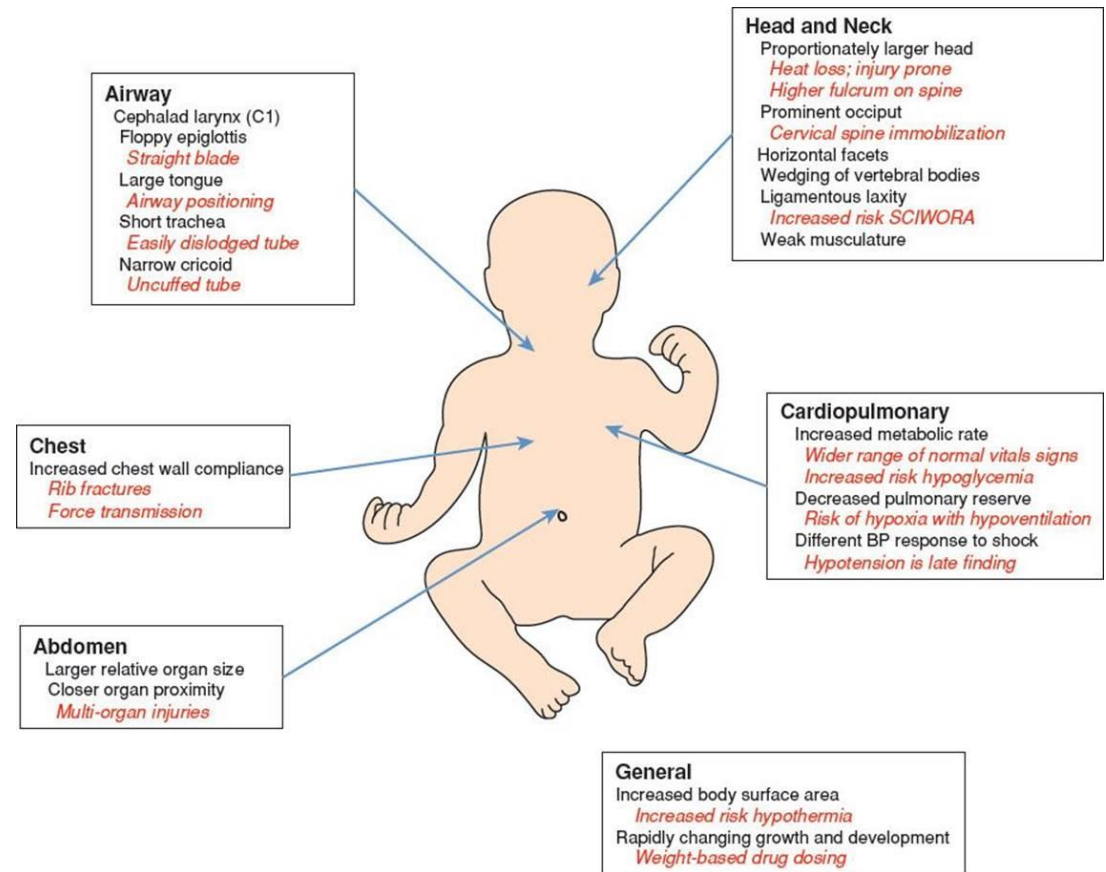 Airway
Cephalad larynx (C1)
Floppy epiglottis
Straight blade
Large tongue
Airway positioning
Short trachea
Easily dislodged tube
Narrow cricoid
Uncuffed tube
Head and Neck
Proportionately larger head
Heat loss; injury prone
Higher fulcrum on spine
Prominent occiput
Cervical spine immobilization
Horizontal facets
Wedging of vertebral bodies
Ligamentous laxity
Increased risk SCIWORA
Weak musculature
Chest
Increased chest wall compliance
Rib fractures
Force transmission
Cardiopulmonary
Increased metabolic rate
Wider range of normal vitals signs
Increased risk hypoglycemia
Decreased pulmonary reserve
Risk of hypoxia with hypoventilation
Different BP response to shock
Hypotension is late finding
Abdomen
Larger relative organ size
Closer organ proximity
Multi-organ injuries
General
Increased body surface area
Increased risk hypothermia
Rapidly changing growth and development
Weight-based drug dosing